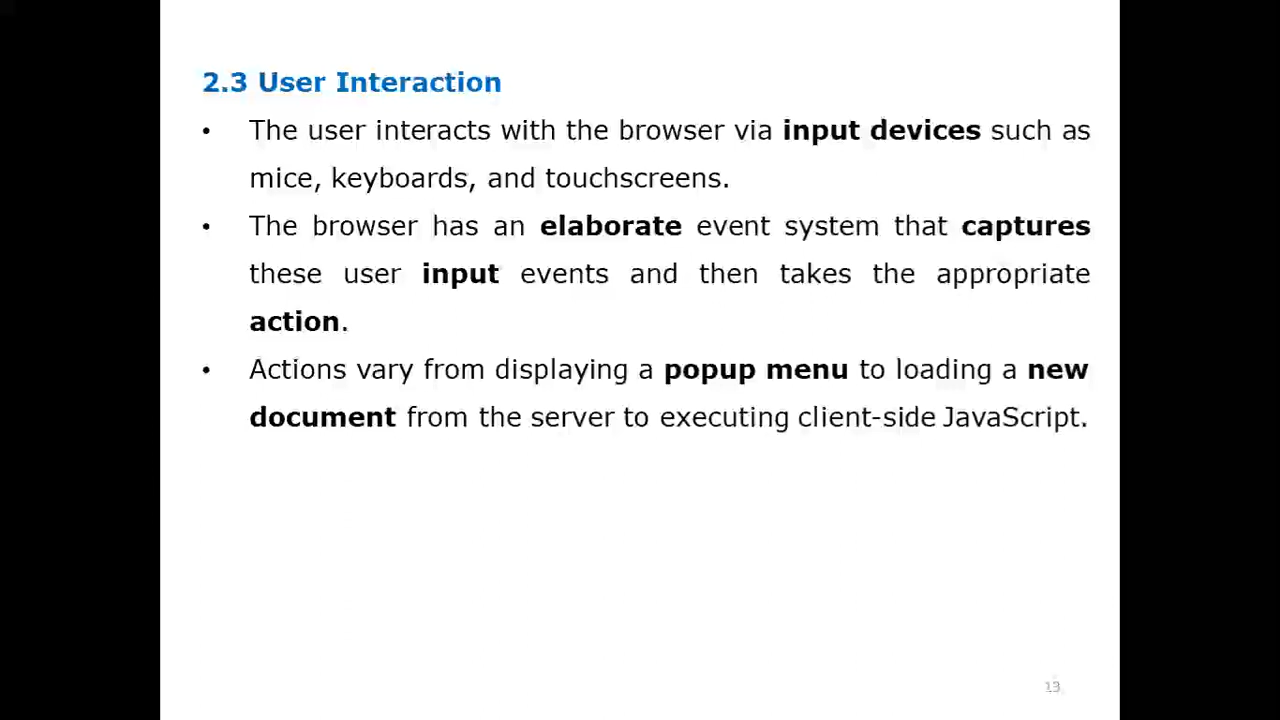 2.3 User Interaction
• The user interacts with the browser via input devices such as
mice, keyboards, and touchscreens.
• The browser has an elaborate event system that captures
these user input events and then takes the appropriate
action.
• Actions vary from displaying a popup menu to loading a new
document from the server to executing client-side JavaScript.
13